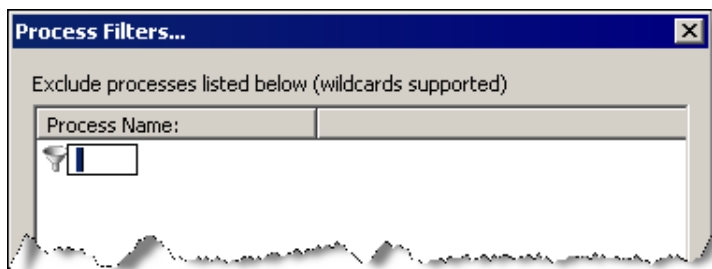 Process Filters...
Exclude processes listed below (wildcards supported)
Process Name: